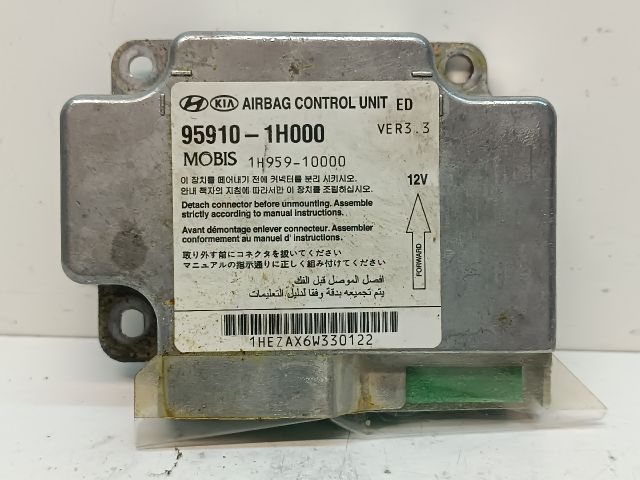 KIA AIRBAG CONTROL UNIT ED
95910-1H000 VER3.3
MOBIS 1H959-10000
이 장치를 떼어내기 전에 커넥터를 분리 시키시오.
안내 책자의 지침에 따라서만 이 장치를 조립하십시오.
12V
Detach connector before unmounting. Assemble
strictly according to manual instructions.
Avant démontage enlever connecteur. Assembler
conformement au manuel d' instructions.
取り外す前にコネクタを抜いてください
マニュアルの指示通りに正しく組み付けてください
FORWARD
افصل الموصل قبل الفك
يتم تجميعه بدقة وفقا لدليل التعليمات
1HEZAX6W330122